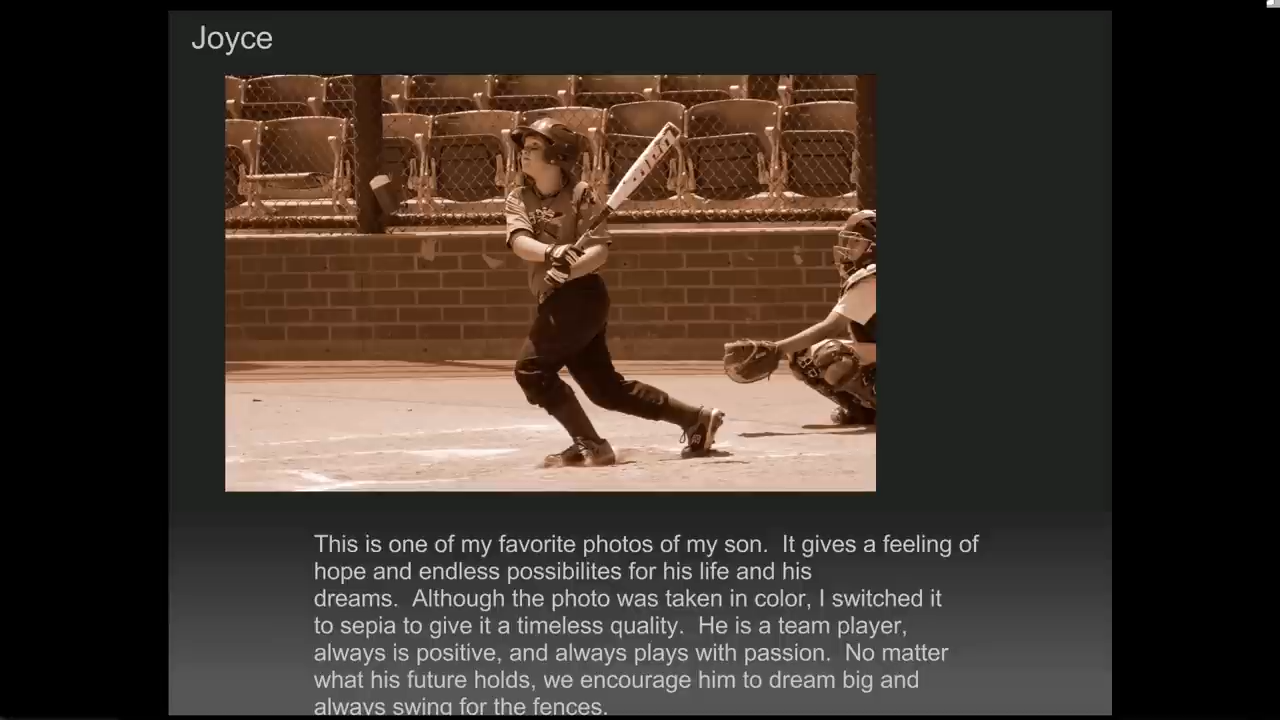 Joyce
This is one of my favorite photos of my son.  It gives a feeling of
hope and endless possibilites for his life and his
dreams.  Although the photo was taken in color, I switched it
to sepia to give it a timeless quality.  He is a team player,
always is positive, and always plays with passion.  No matter
what his future holds, we encourage him to dream big and
always swing for the fences.